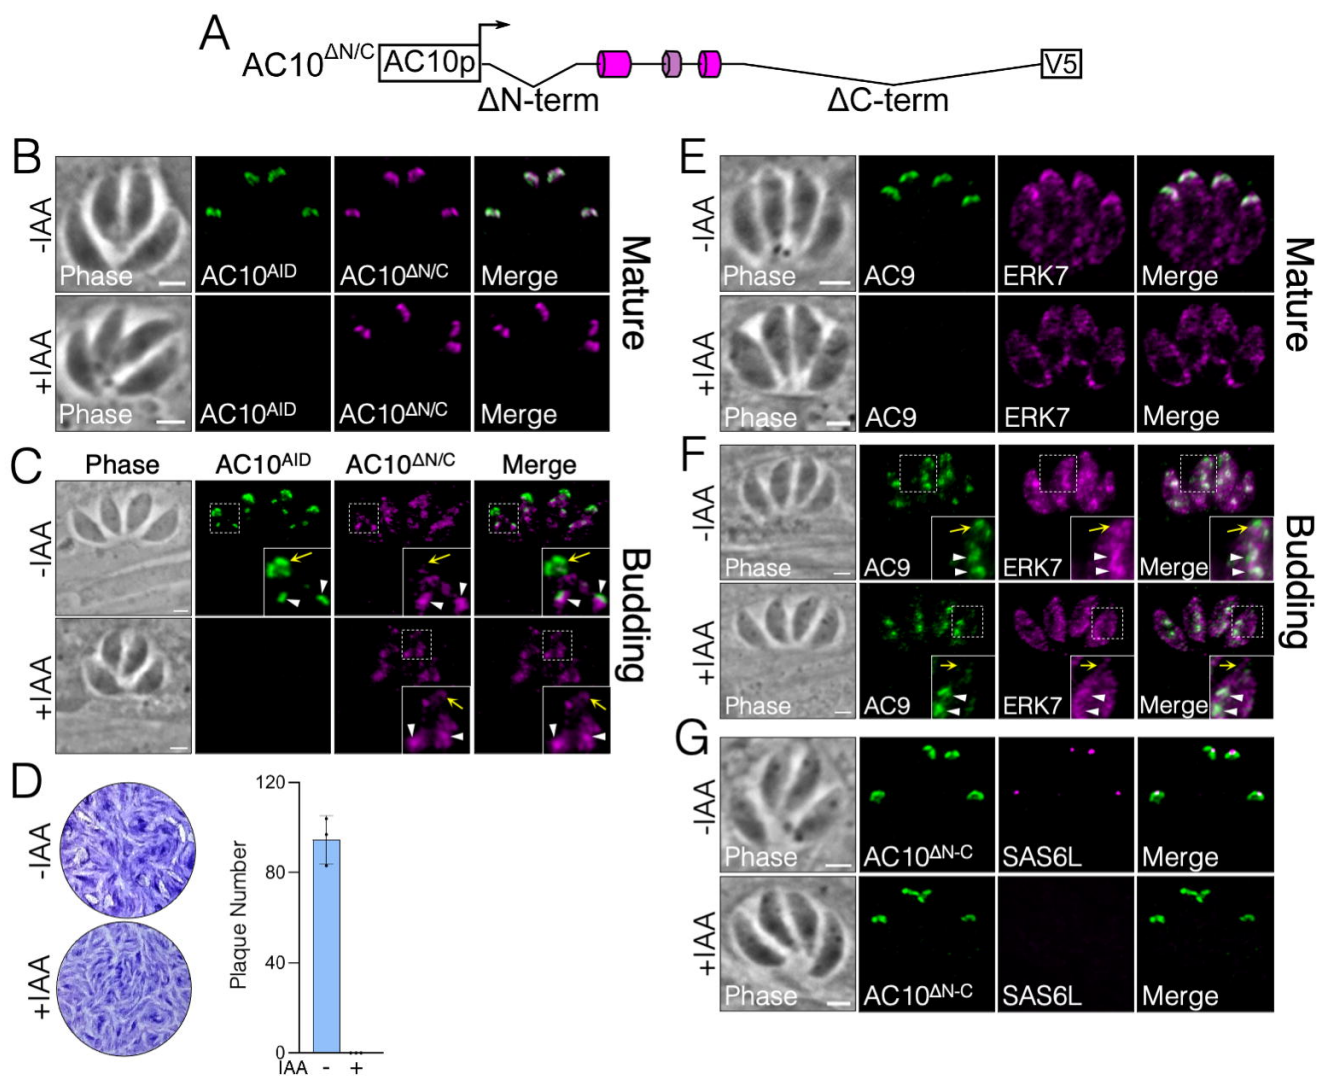 A
AC10ΔN/C
AC10p
V5
ΔN-term
ΔC-term
B
-IAA
Phase
AC10AID
AC10ΔN/C
Merge
+IAA
Phase
AC10AID
AC10ΔN/C
Merge
Mature
C
Phase
AC10AID
AC10ΔN/C
Merge
-IAA
+IAA
Budding
D
-IAA
+IAA
Plaque Number
120
80
40
0
IAA - +
E
-IAA
Phase
AC9
ERK7
Merge
+IAA
Phase
AC9
ERK7
Merge
Mature
F
-IAA
Phase
AC9
ERK7
Merge
+IAA
Phase
AC9
ERK7
Merge
Budding
G
-IAA
Phase
AC10ΔN-C
SAS6L
Merge
+IAA
Phase
AC10ΔN-C
SAS6L
Merge